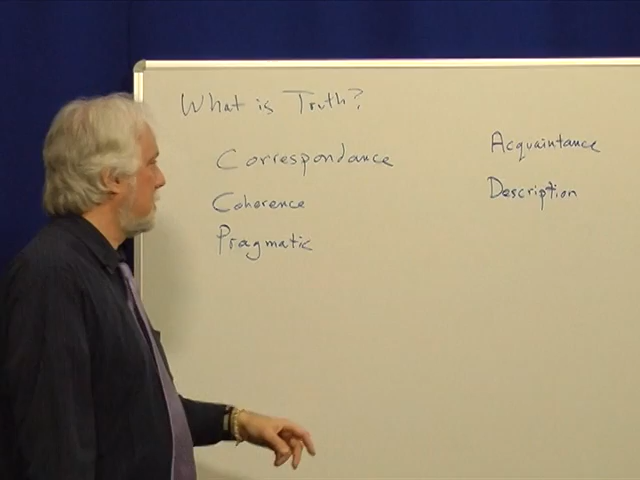 What is Truth?
Correspondance
Coherence
Pragmatic
Acquaintance
Description